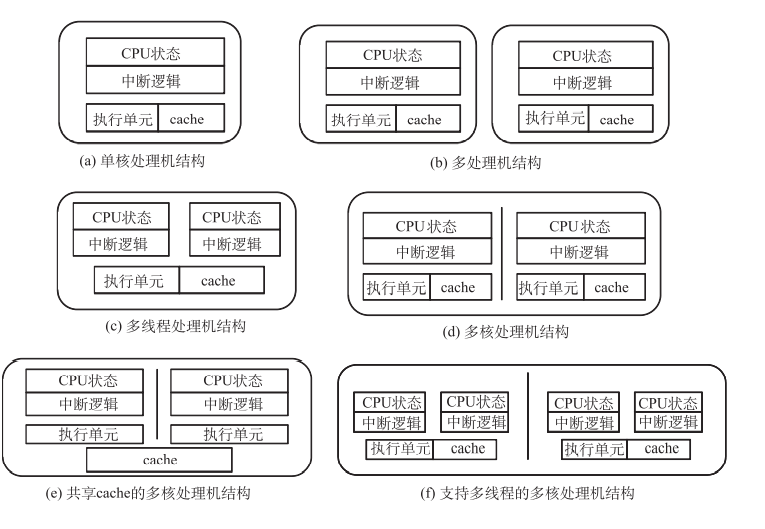 CPU状态
中断逻辑
执行单元 cache
(a) 单核处理机结构
CPU状态
中断逻辑
执行单元 cache
CPU状态
中断逻辑
执行单元 cache
(b) 多处理机结构
CPU状态
中断逻辑
CPU状态
中断逻辑
执行单元 cache
(c) 多线程处理机结构
CPU状态
中断逻辑
执行单元 cache
CPU状态
中断逻辑
执行单元 cache
(d) 多核处理机结构
CPU状态
中断逻辑
执行单元
CPU状态
中断逻辑
执行单元
cache
(e) 共享cache的多核处理机结构
CPU状态
中断逻辑
CPU状态
中断逻辑
执行单元 cache
CPU状态
中断逻辑
CPU状态
中断逻辑
执行单元 cache
(f) 支持多线程的多核处理机结构